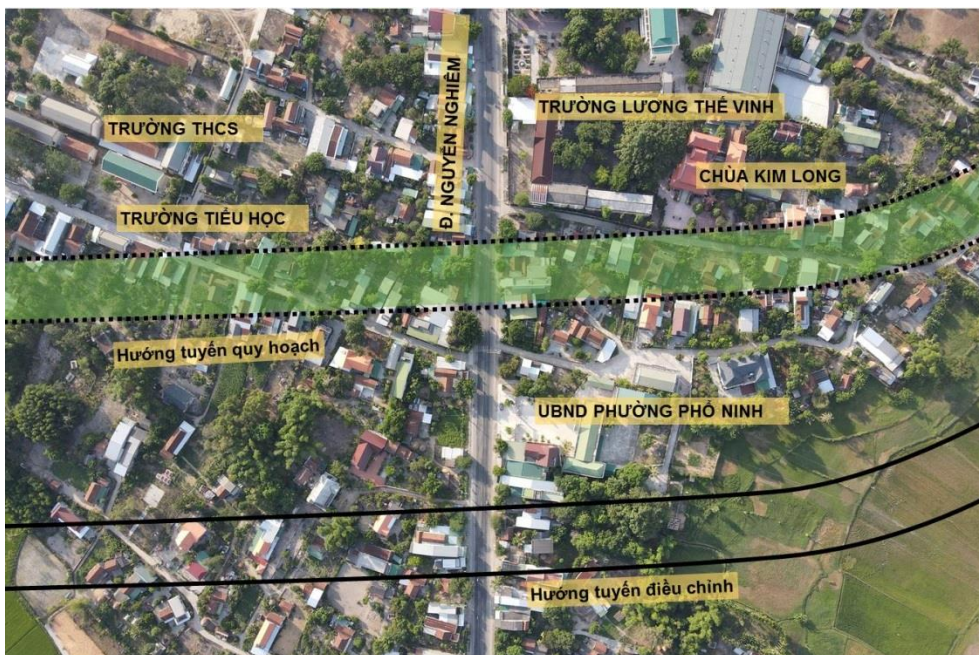 Đ. NGUYỄN NGHIÊM
TRƯỜNG LƯƠNG THẾ VINH
TRƯỜNG THCS
CHÙA KIM LONG
TRƯỜNG TIỂU HỌC
Hướng tuyến quy hoạch
UBND PHƯỜNG PHỔ NINH
Hướng tuyến điều chỉnh